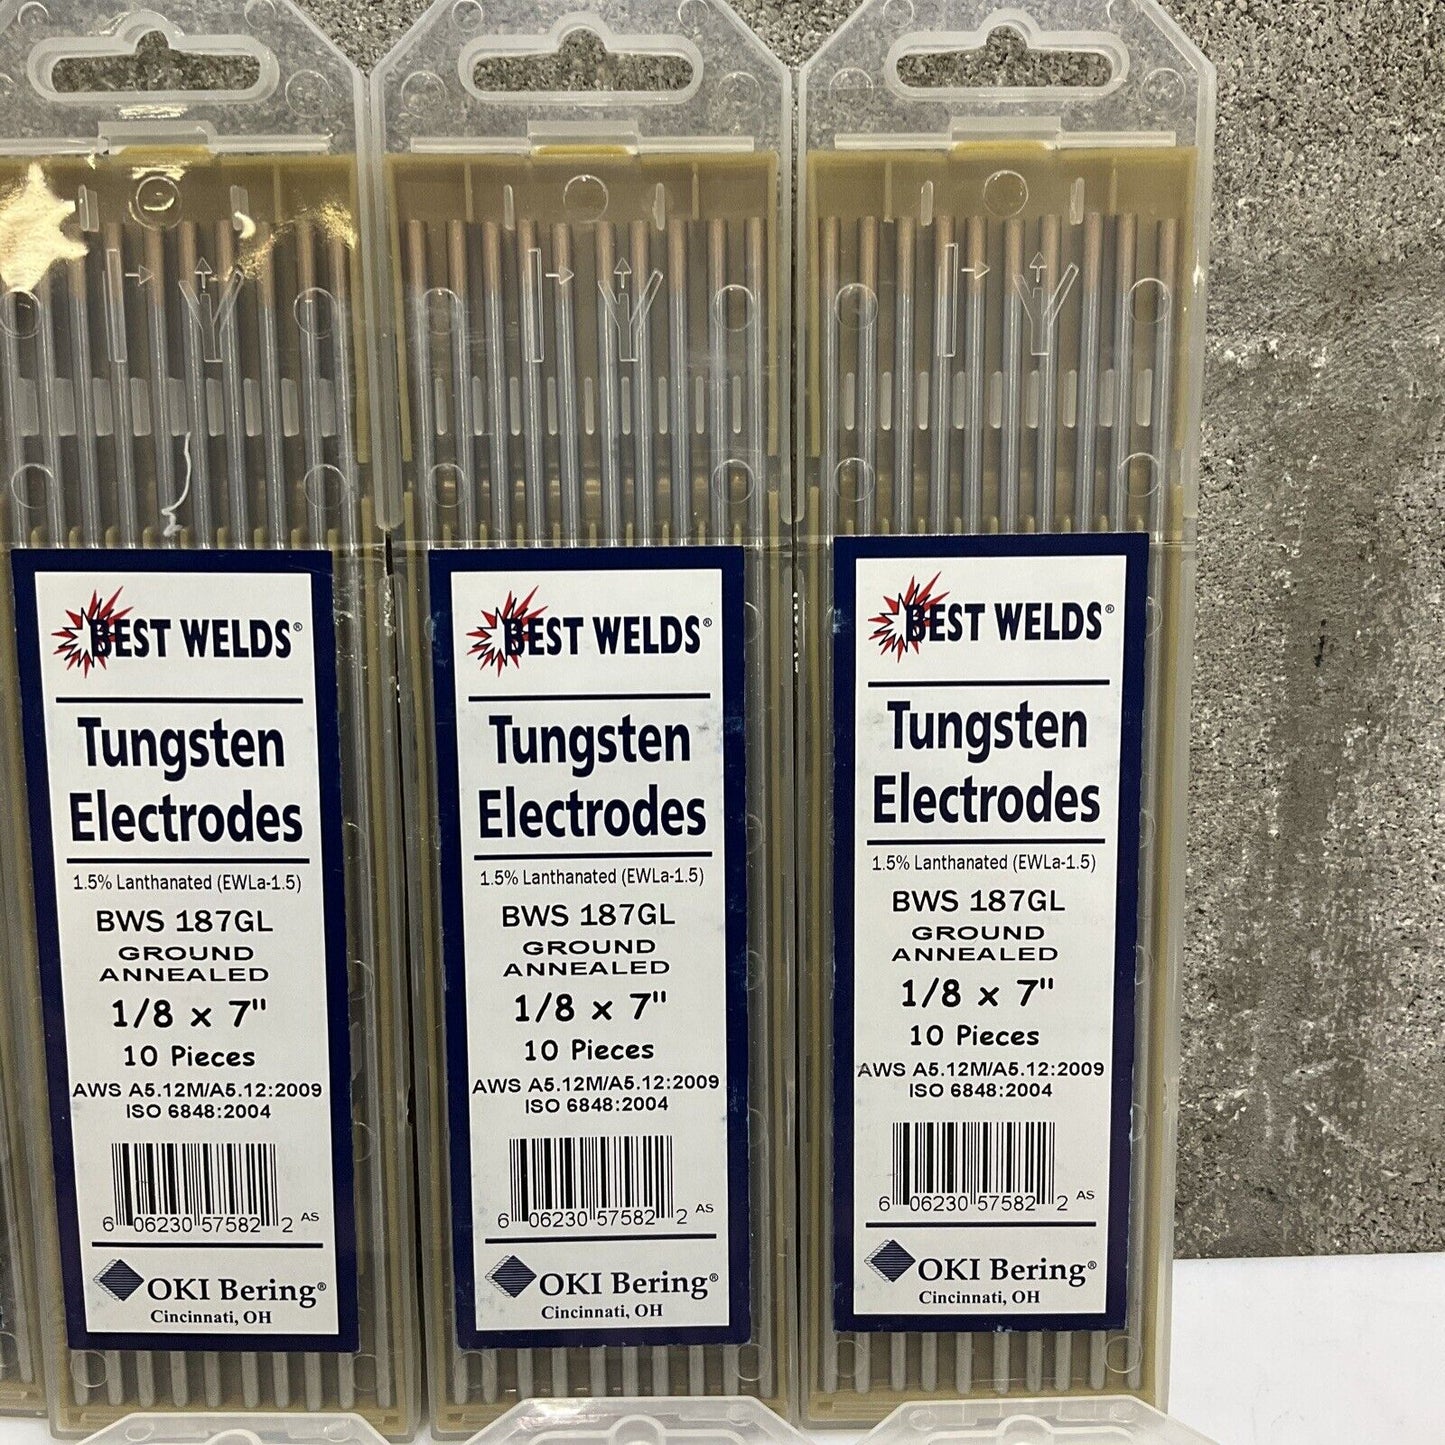 BEST WELDS®
Tungsten
Electrodes
1.5% Lanthanated (EWLa-1.5)
BWS 187GL
GROUND
ANNEALED
1/8 x 7"
10 Pieces
AWS A5.12M/A5.12:2009
ISO 6848:2004
6 06230 57582 2 AS
OKI Bering®
Cincinnati, OH
BEST WELDS®
Tungsten
Electrodes
1.5% Lanthanated (EWLa-1.5)
BWS 187GL
GROUND
ANNEALED
1/8 x 7"
10 Pieces
AWS A5.12M/A5.12:2009
ISO 6848:2004
6 06230 57582 2 AS
OKI Bering®
Cincinnati, OH
BEST WELDS®
Tungsten
Electrodes
1.5% Lanthanated (EWLa-1.5)
BWS 187GL
GROUND
ANNEALED
1/8 x 7"
10 Pieces
AWS A5.12M/A5.12:2009
ISO 6848:2004
6 06230 57582 2 AS
OKI Bering®
Cincinnati, OH